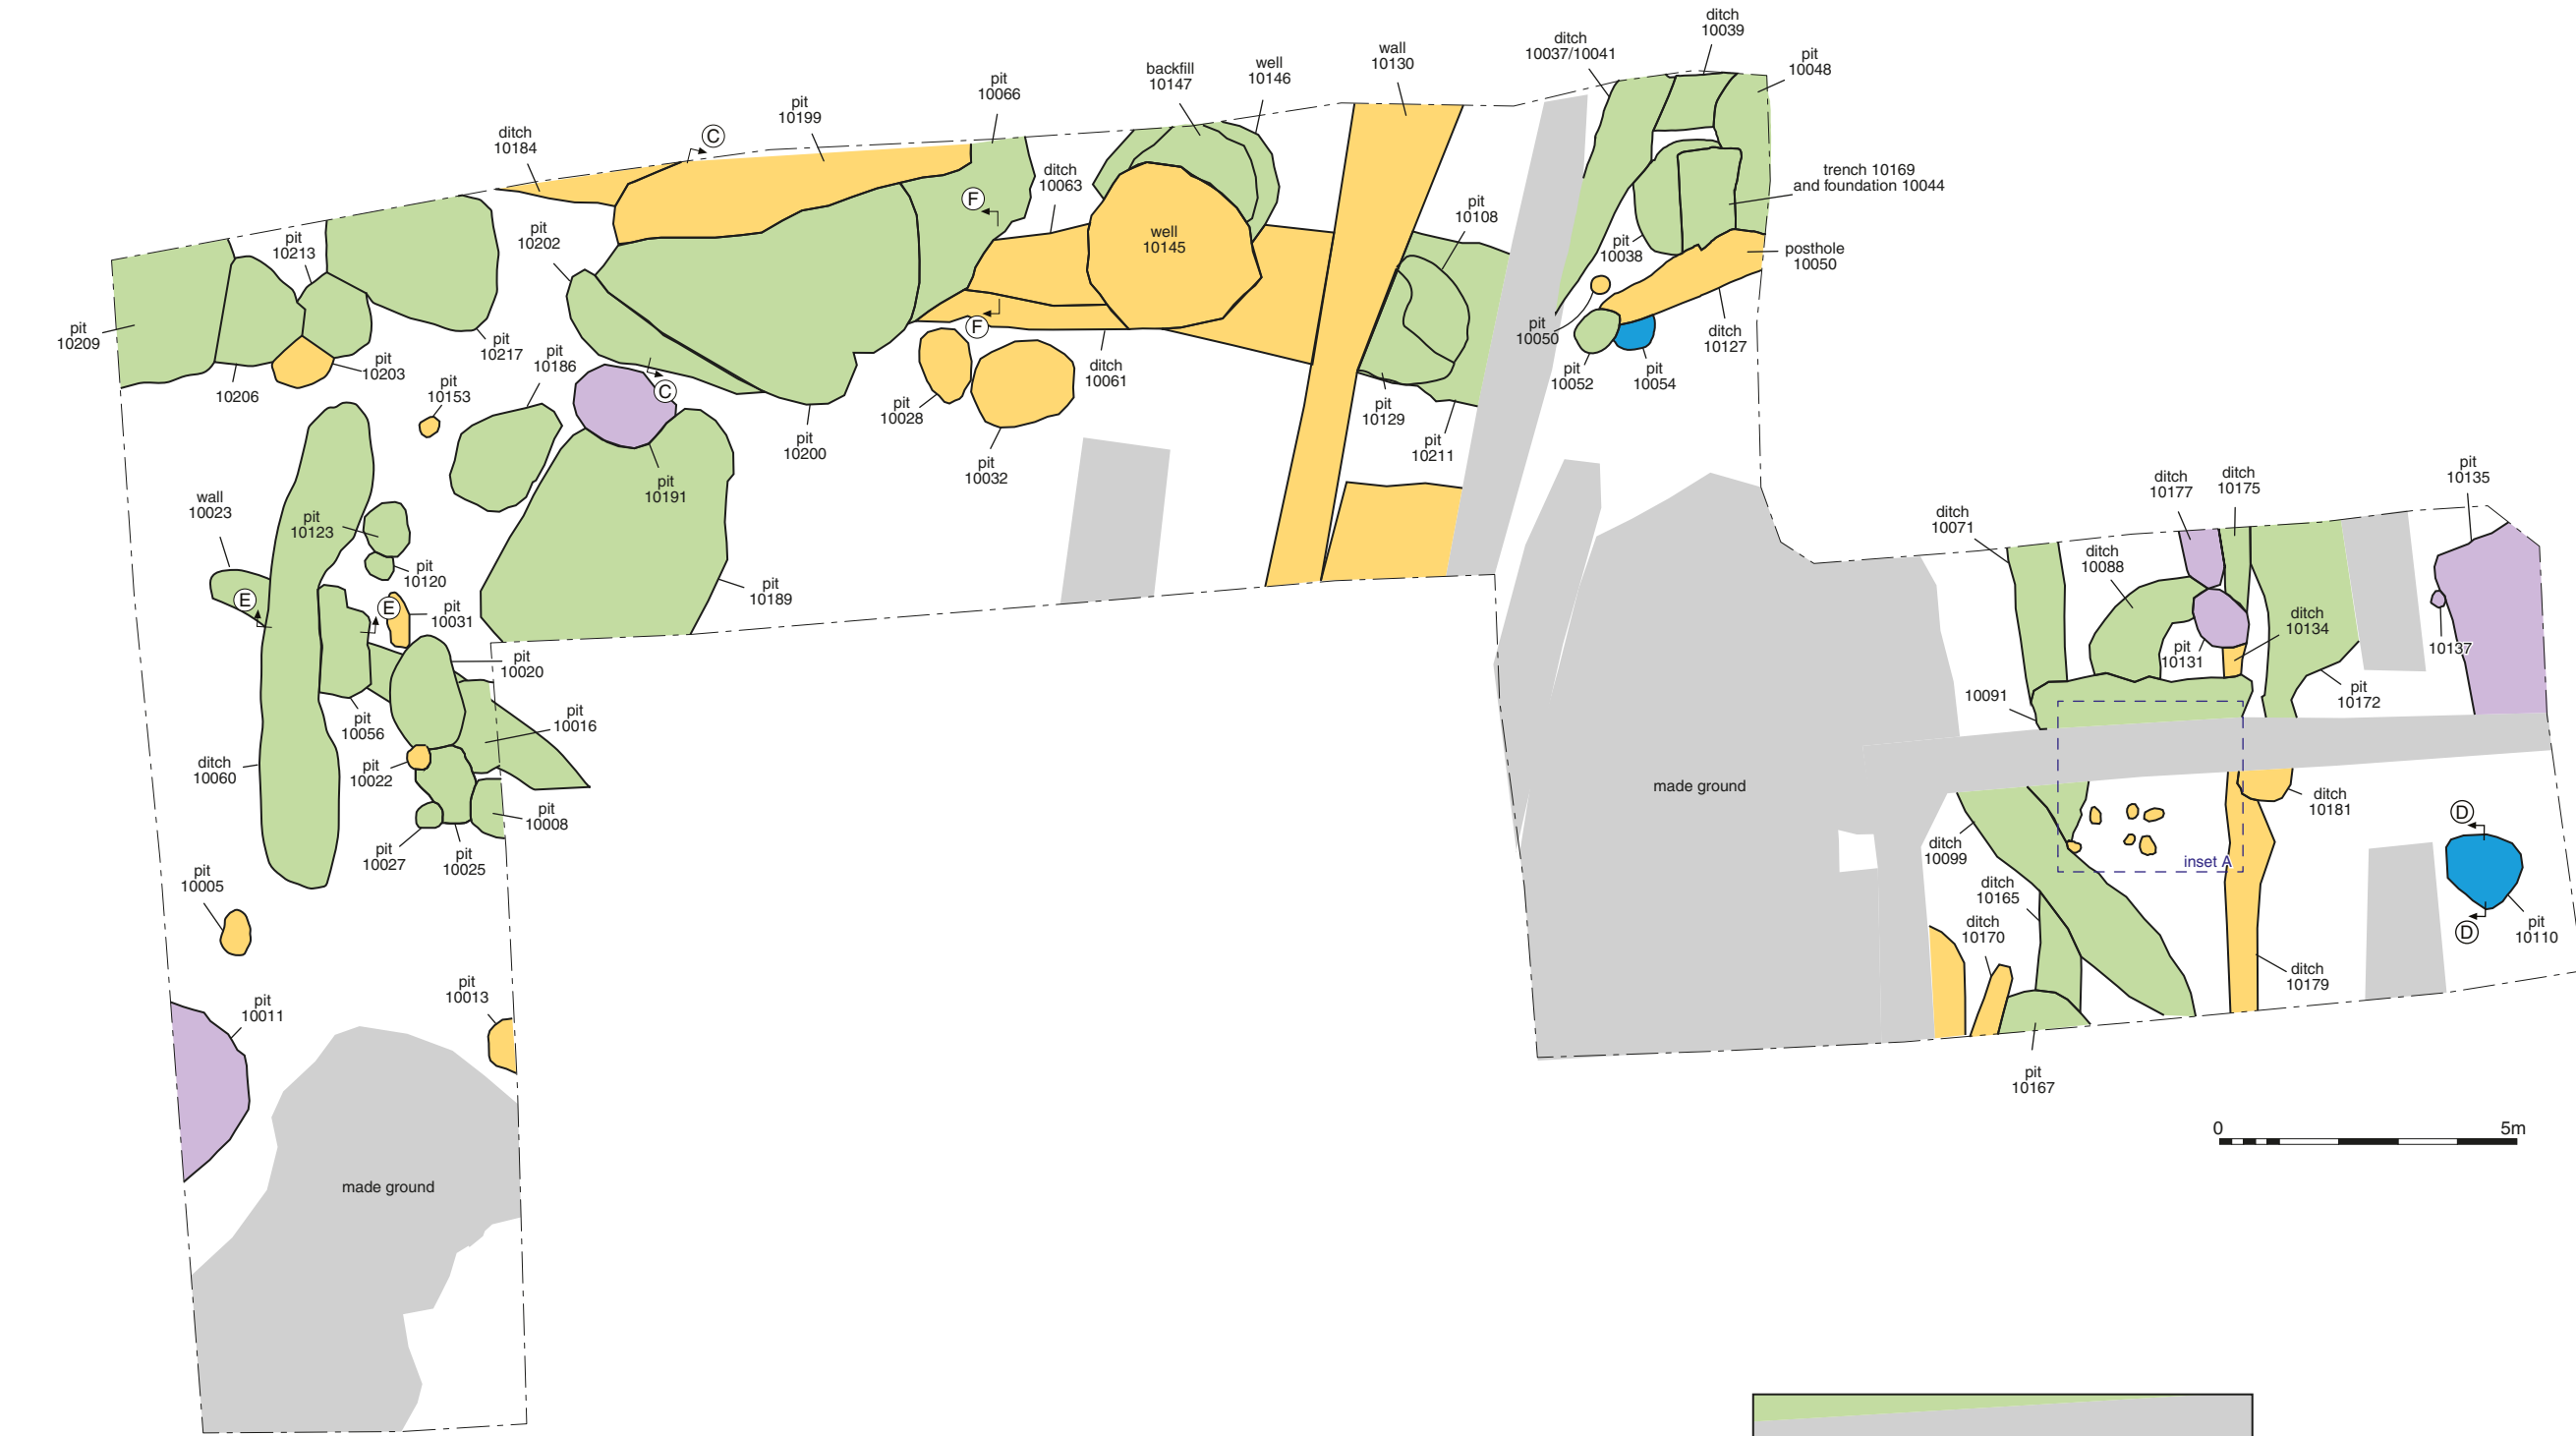 ditch
10039
ditch
10037/10041
wall
10130
pit
10048
well
10146
backfill
10147
pit
10066
pit
10199
C
ditch
10184
ditch
10063
F
trench 10169
and foundation 10044
pit
10108
pit
10202
pit
10213
well
10145
pit
10038
posthole
10050
F
pit
10209
pit
10217
pit
10050
ditch
10127
pit
10203
10206
pit
10186
ditch
10061
pit
10052
pit
10054
pit
10153
C
pit
10028
pit
10129
pit
10200
pit
10211
pit
10032
pit
10191
wall
10023
pit
10123
pit
10135
ditch
10177
ditch
10175
ditch
10071
ditch
10088
pit
10120
E
E
pit
10031
pit
10189
ditch
10134
pit
10131
10137
pit
10020
10091
pit
10172
pit
10016
pit
10056
ditch
10060
pit
10022
made ground
ditch
10181
D
pit
10008
pit
10027
pit
10025
ditch
10099
inset A
pit
10005
ditch
10165
ditch
10170
D
pit
10110
ditch
10179
pit
10011
pit
10013
pit
10167
0
5m
made ground